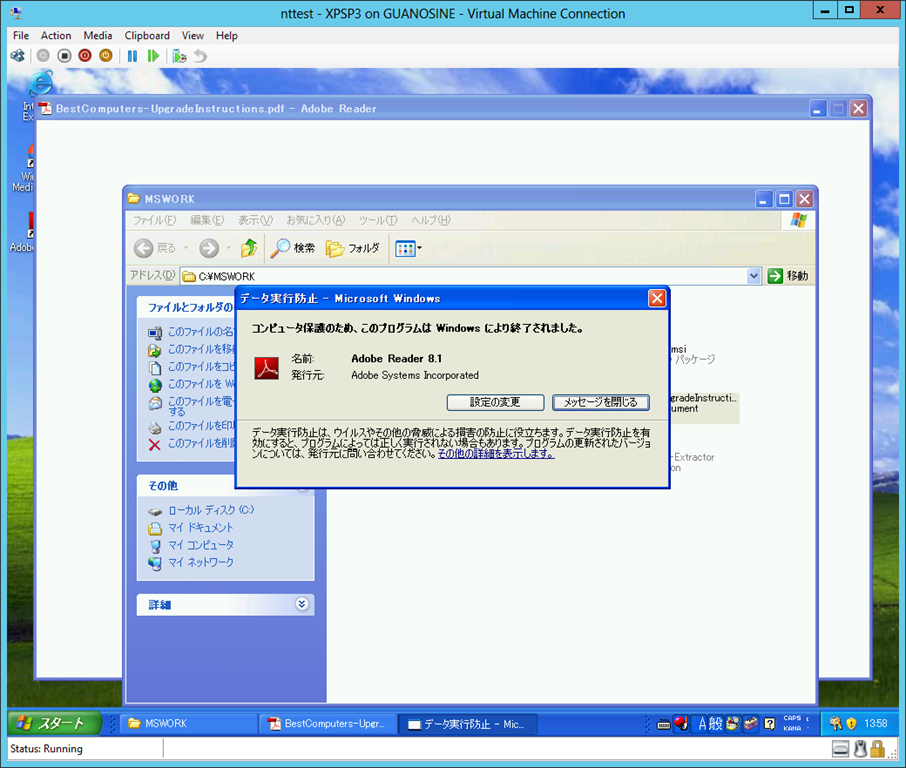 nttest - XPSP3 on GUANOSINE - Virtual Machine Connection
File Action Media Clipboard View Help
BestComputers-UpgradeInstructions.pdf - Adobe Reader
MSWORK
ファイル(F) 編集(E) 表示(V) お気に入り(A) ツール(T) ヘルプ(H)
戻る 検索 フォルダ
アドレス(D) C:¥MSWORK 移動
ファイルとフォルダの
このファイルの名
このファイルを移
このファイルをコピ
このファイルを W
このファイルを電
する
このファイルを印
このファイルを削
その他
ローカル ディスク (C:)
マイ ドキュメント
マイ コンピュータ
マイ ネットワーク
詳細
msi
パッケージ
gradeInstructi...
ument
-Extractor
on
データ実行防止 - Microsoft Windows
コンピュータ保護のため、このプログラムは Windows により終了されました。
名前: Adobe Reader 8.1
発行元: Adobe Systems Incorporated
設定の変更 メッセージを閉じる
データ実行防止は、ウイルスやその他の脅威による損害の防止に役立ちます。データ実行防止を有
効にすると、プログラムによっては正しく実行されない場合もあります。プログラムの更新されたバージョ
ンについては、発行元に問い合わせてください。その他の詳細を表示します。
スタート MSWORK BestComputers-Upgr... データ実行防止 - Mic... A 般 CAPS KANA 13:58
Status: Running